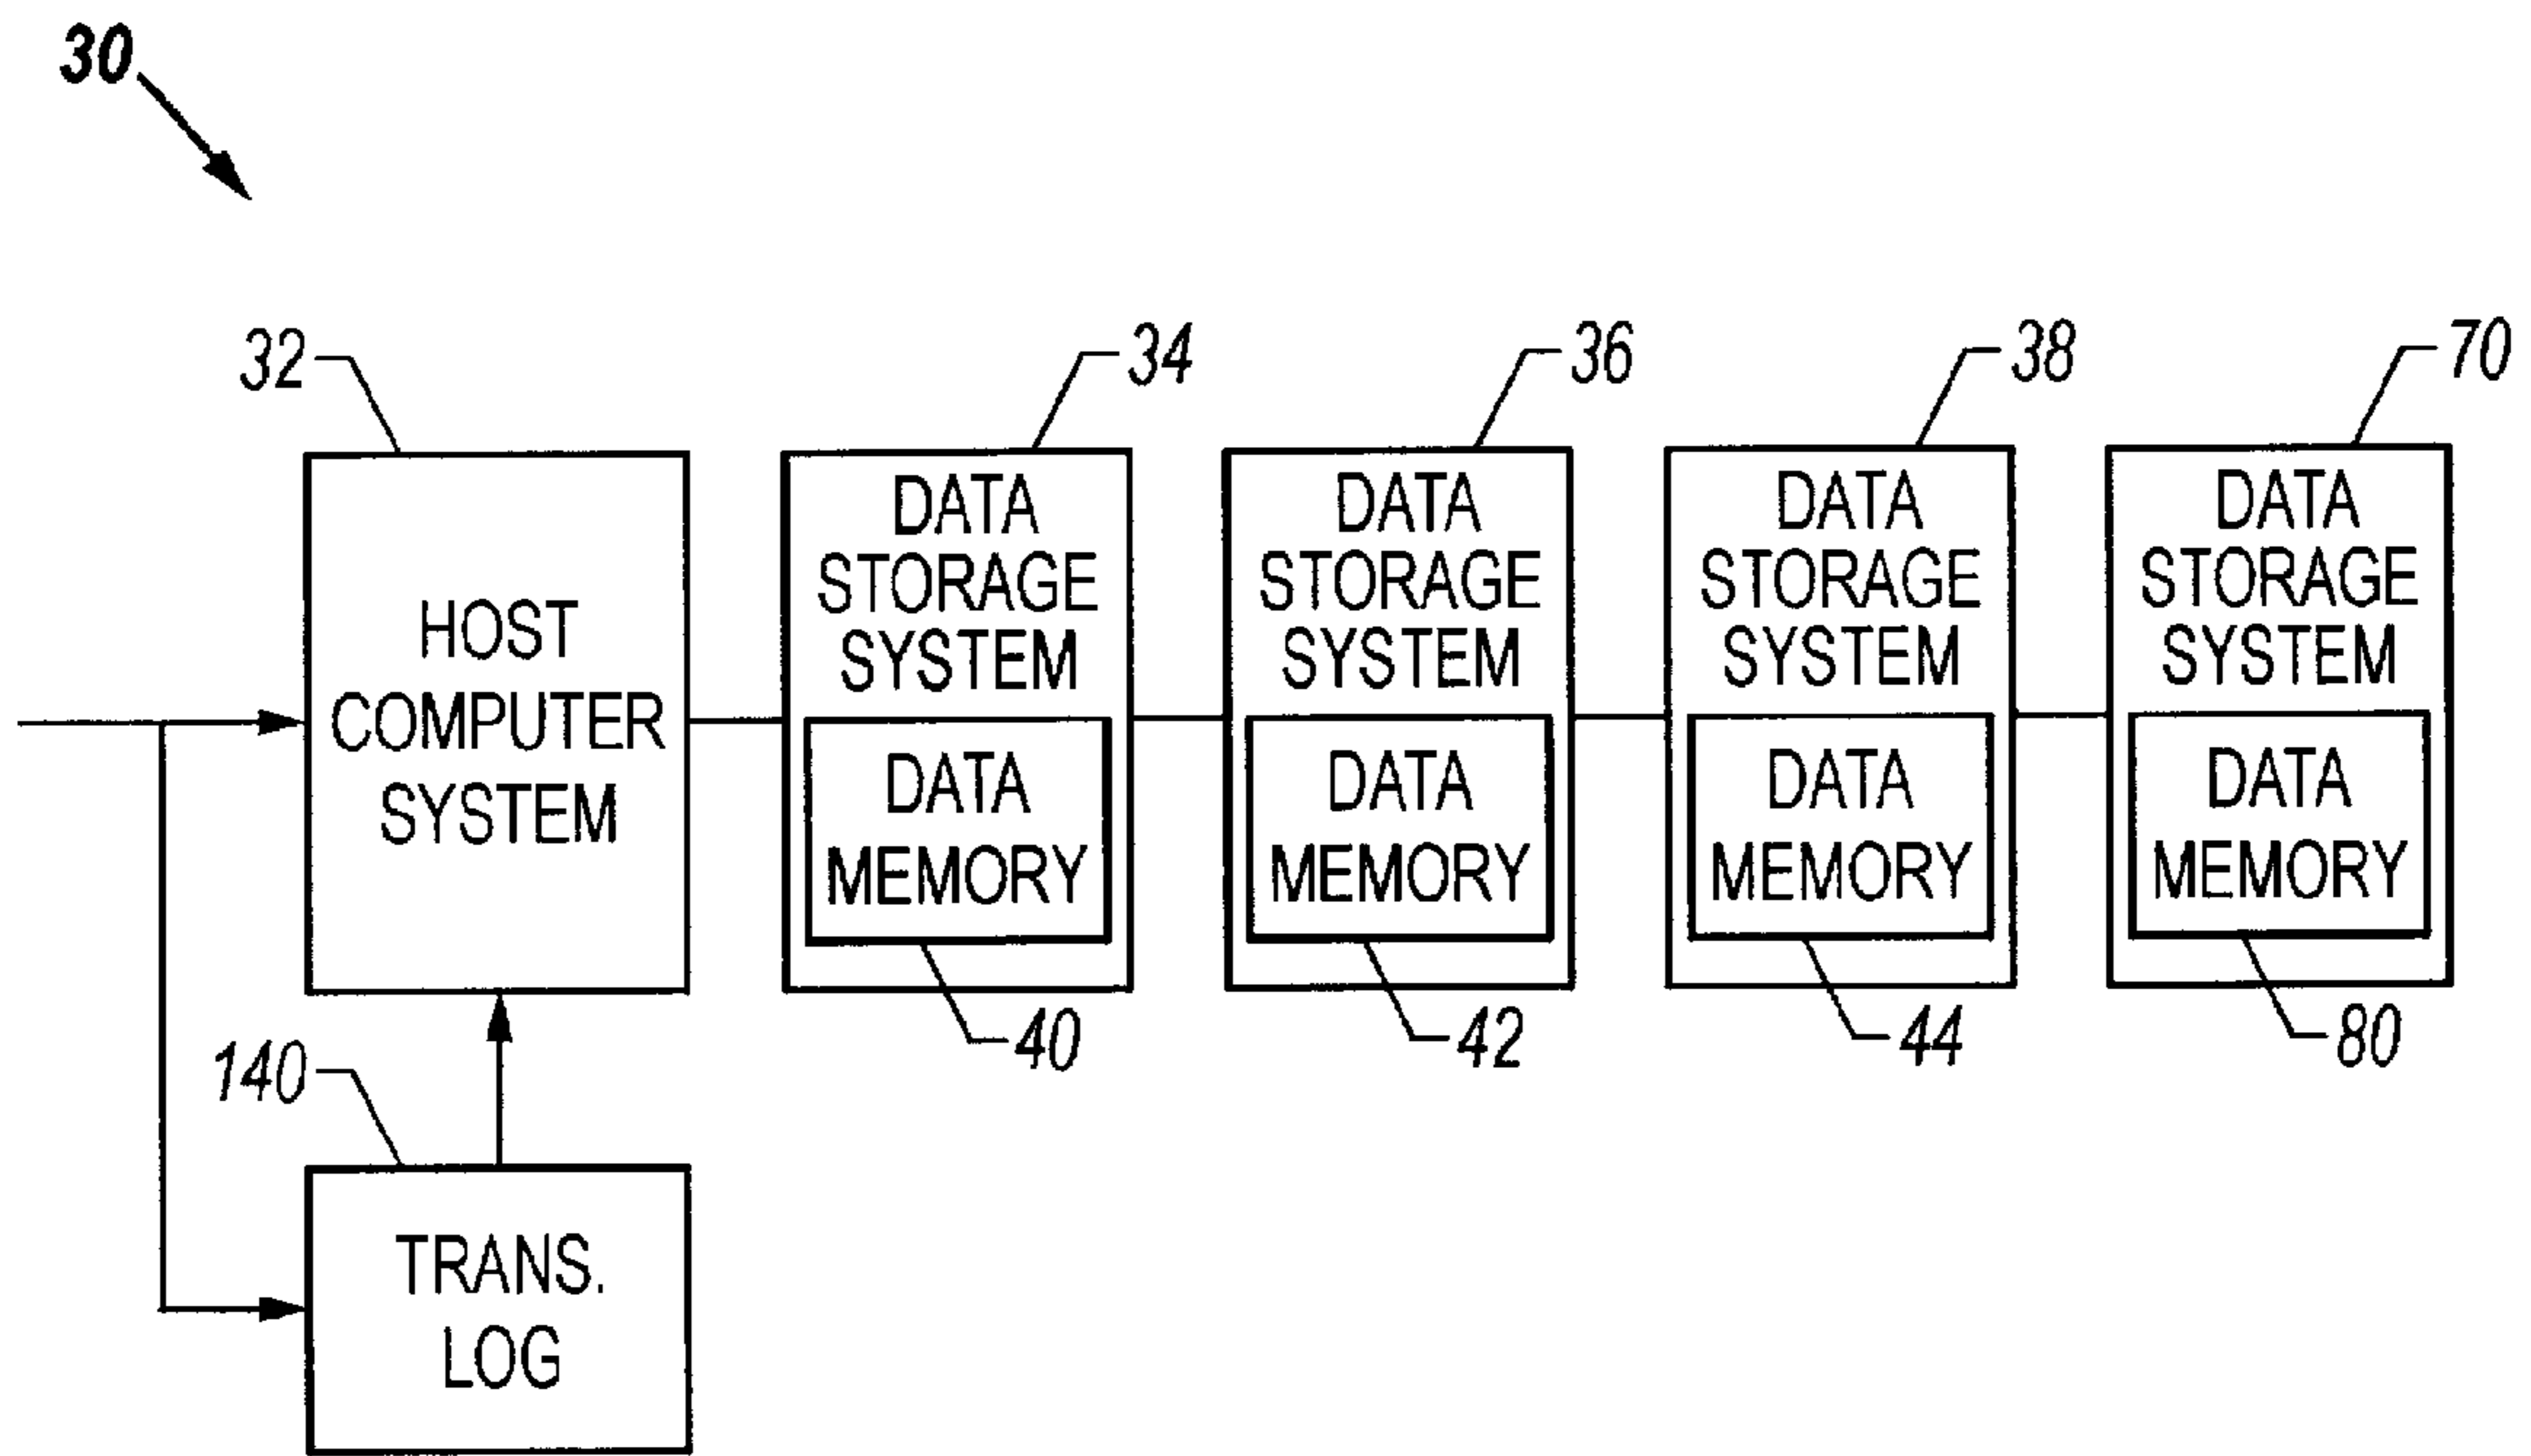 30
32
34
36
38
70
HOST
COMPUTER
SYSTEM
DATA
STORAGE
SYSTEM
DATA
MEMORY
DATA
STORAGE
SYSTEM
DATA
MEMORY
DATA
STORAGE
SYSTEM
DATA
MEMORY
DATA
STORAGE
SYSTEM
DATA
MEMORY
40
42
44
80
140
TRANS.
LOG